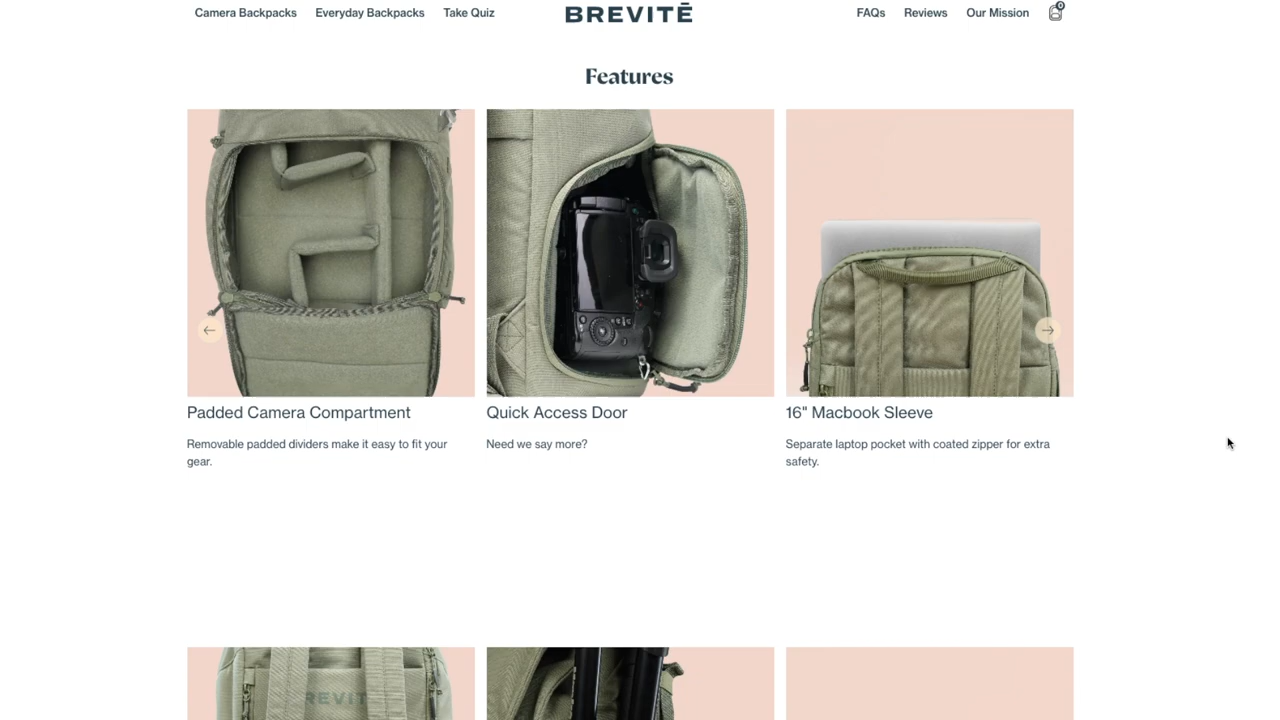 Camera Backpacks Everyday Backpacks Take Quiz BREVITĒ FAQs Reviews Our Mission 0
Features
Padded Camera Compartment
Removable padded dividers make it easy to fit your
gear.
Quick Access Door
Need we say more?
16" Macbook Sleeve
Separate laptop pocket with coated zipper for extra
safety.
REVIT